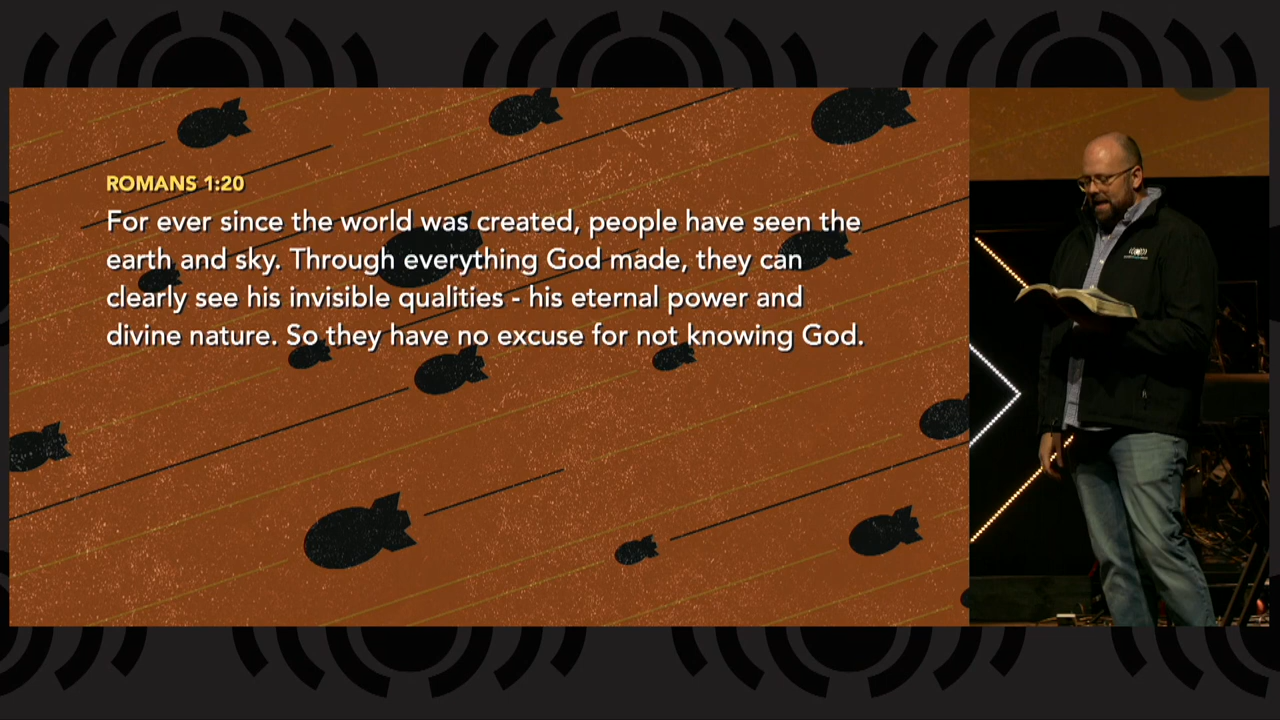 ROMANS 1:20
For ever since the world was created, people have seen the
earth and sky. Through everything God made, they can
clearly see his invisible qualities - his eternal power and
divine nature. So they have no excuse for not knowing God.